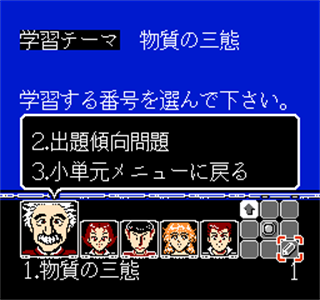 学習テーマ 物質の三態
学習する番号を選んで下さい。
2.出題傾向問題
3.小単元メニューに戻る
1.物質の三態 1